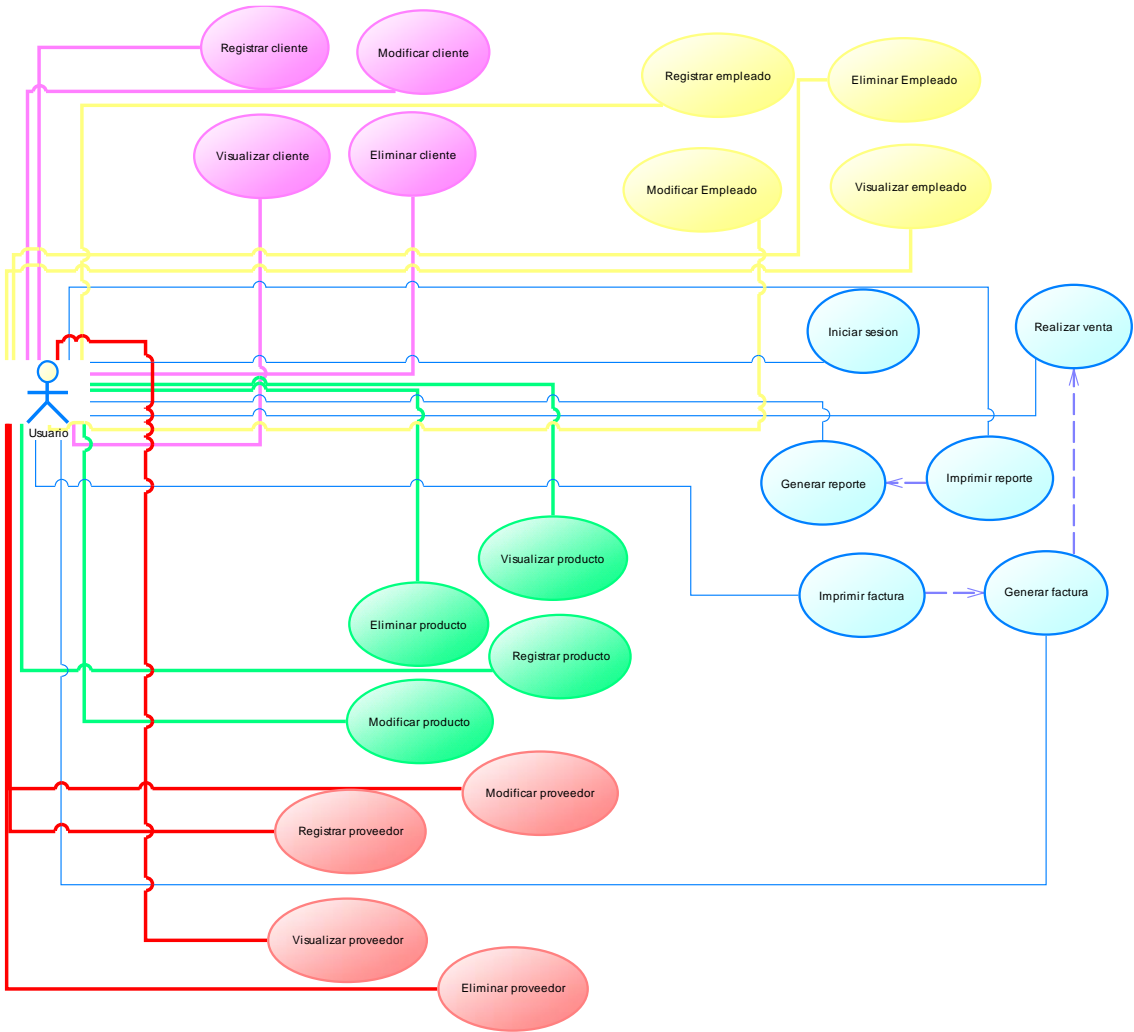 Registrar cliente
Modificar cliente
Registrar empleado
Eliminar Empleado
Visualizar cliente
Eliminar cliente
Modificar Empleado
Visualizar empleado
Iniciar sesion
Realizar venta
Usuario
Generar reporte
Imprimir reporte
Visualizar producto
Imprimir factura
Generar factura
Eliminar producto
Registrar producto
Modificar producto
Modificar proveedor
Registrar proveedor
Visualizar proveedor
Eliminar proveedor